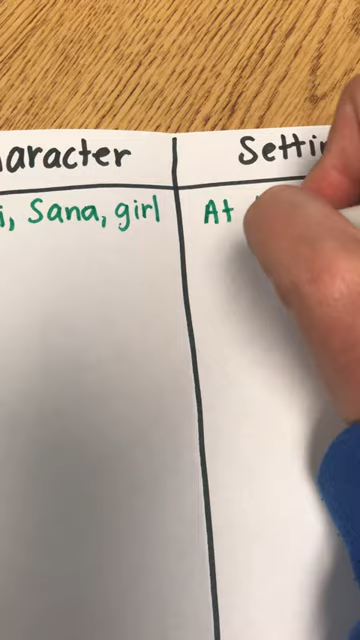 aracter Settin
i, Sana, girl At